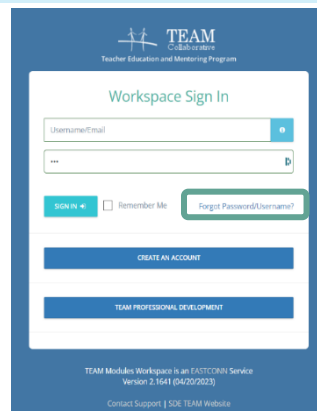 TEAM
Collaborative
Teacher Education and Mentoring Program
Workspace Sign In
Username/Email
SIGN IN
Remember Me
Forgot Password/Username?
CREATE AN ACCOUNT
TEAM PROFESSIONAL DEVELOPMENT
TEAM Modules Workspace is an EASTCONN Service
Version 2.1641 (04/20/2023)
Contact Support | SDE TEAM Website